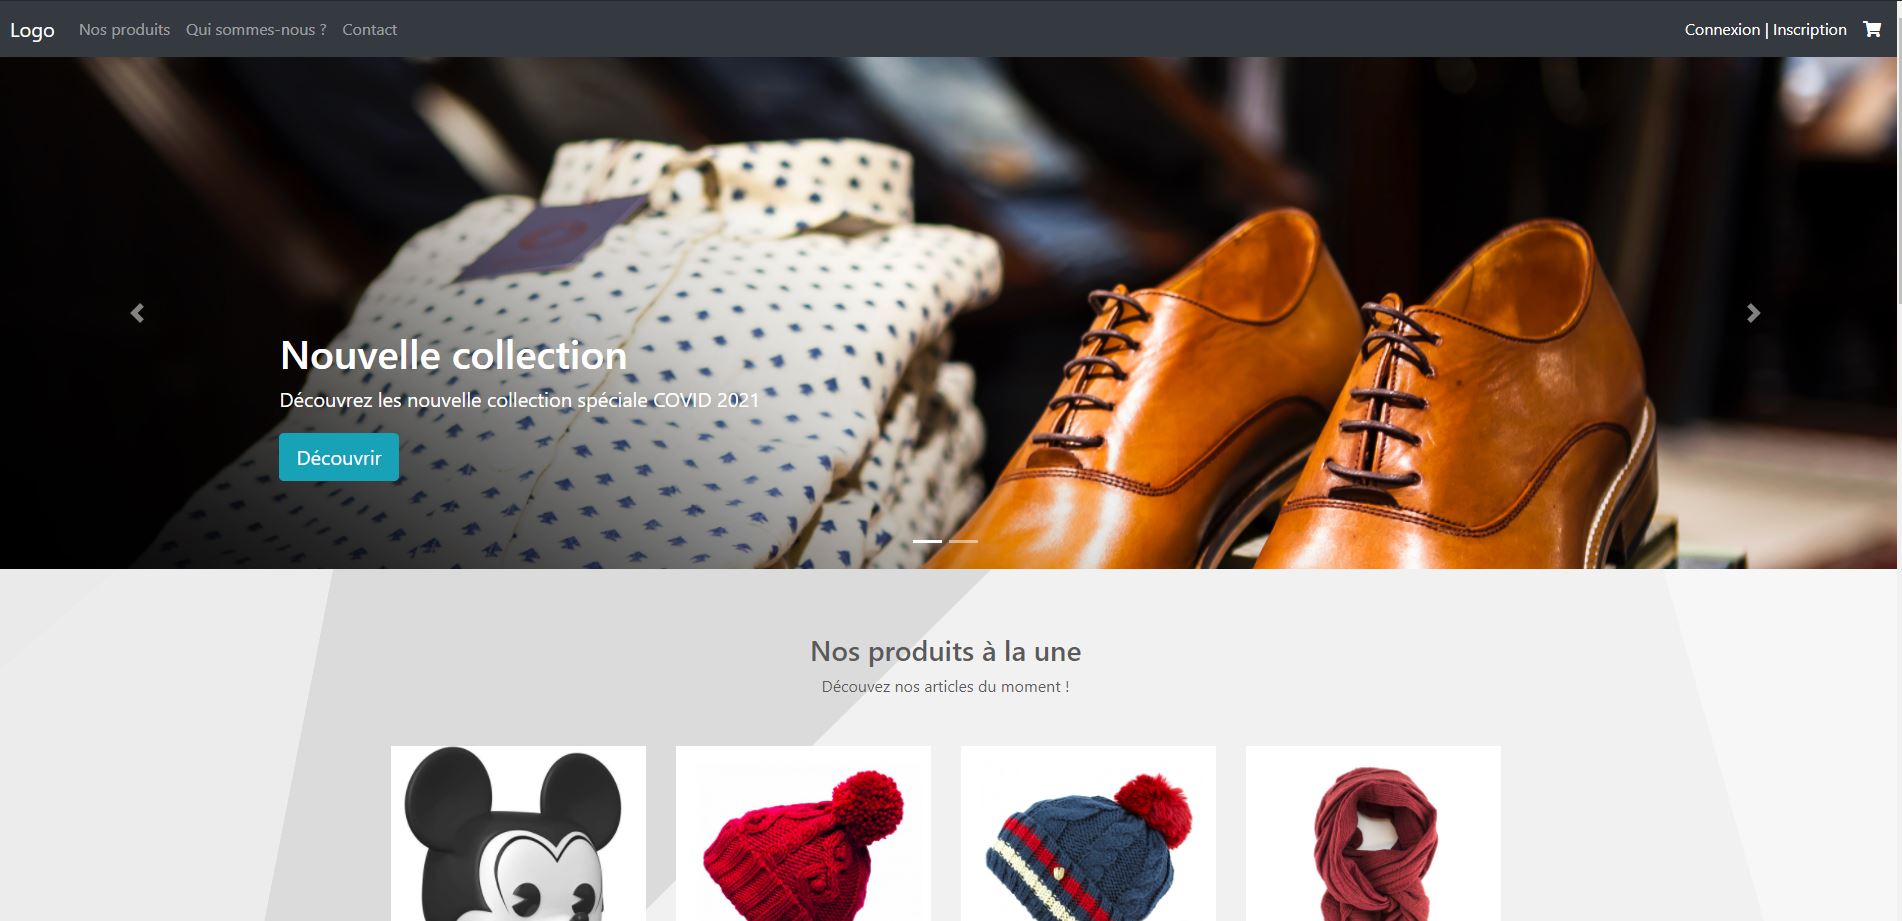 Logo Nos produits Qui sommes-nous ? Contact Connexion | Inscription
Nouvelle collection
Découvrez les nouvelle collection spéciale COVID 2021
Découvrir
Nos produits à la une
Découvez nos articles du moment !